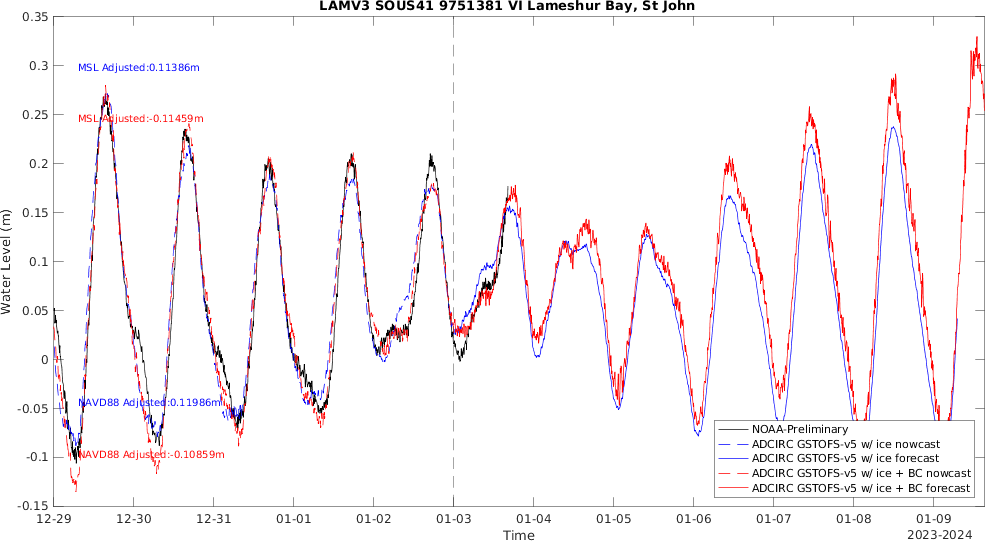 LAMV3 SOUS41 9751381 VI Lameshur Bay, St John
0.35
0.3
0.25
0.2
0.15
0.1
0.05
0
-0.05
-0.1
-0.15
Water Level (m)
MSL Adjusted:0.11386m
MSL Adjusted:-0.11459m
NAVD88 Adjusted:0.11986m
NAVD88 Adjusted:-0.10859m
NOAA-Preliminary
ADCIRC GSTOFS-v5 w/ ice nowcast
ADCIRC GSTOFS-v5 w/ ice forecast
ADCIRC GSTOFS-v5 w/ ice + BC nowcast
ADCIRC GSTOFS-v5 w/ ice + BC forecast
12-29 12-30 12-31 01-01 01-02 01-03 01-04 01-05 01-06 01-07 01-08 01-09
Time
2023-2024